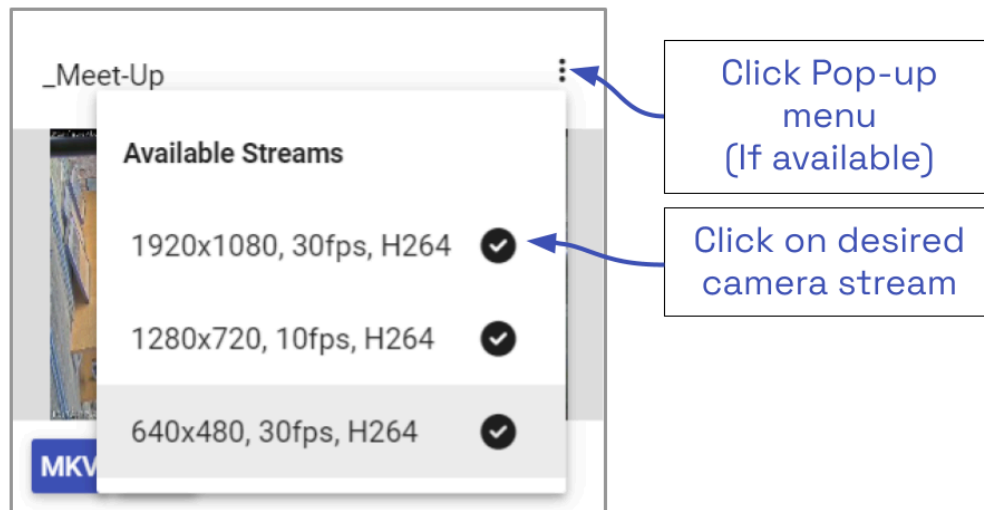 _Meet-Up
Click Pop-up
menu
(If available)
Available Streams
1920x1080, 30fps, H264
Click on desired
camera stream
1280x720, 10fps, H264
640x480, 30fps, H264
MKV